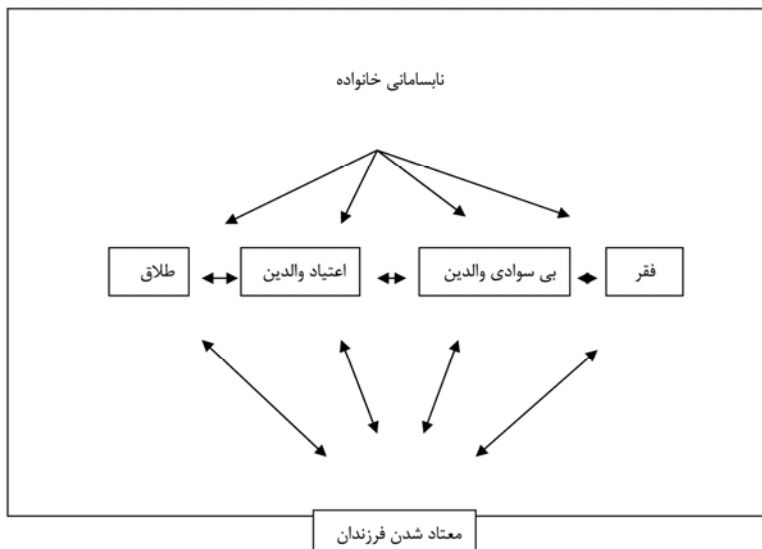 نابسامانی خانواده
فقر
بی سوادی والدین
اعتیاد والدین
طلاق
معتاد شدن فرزندان